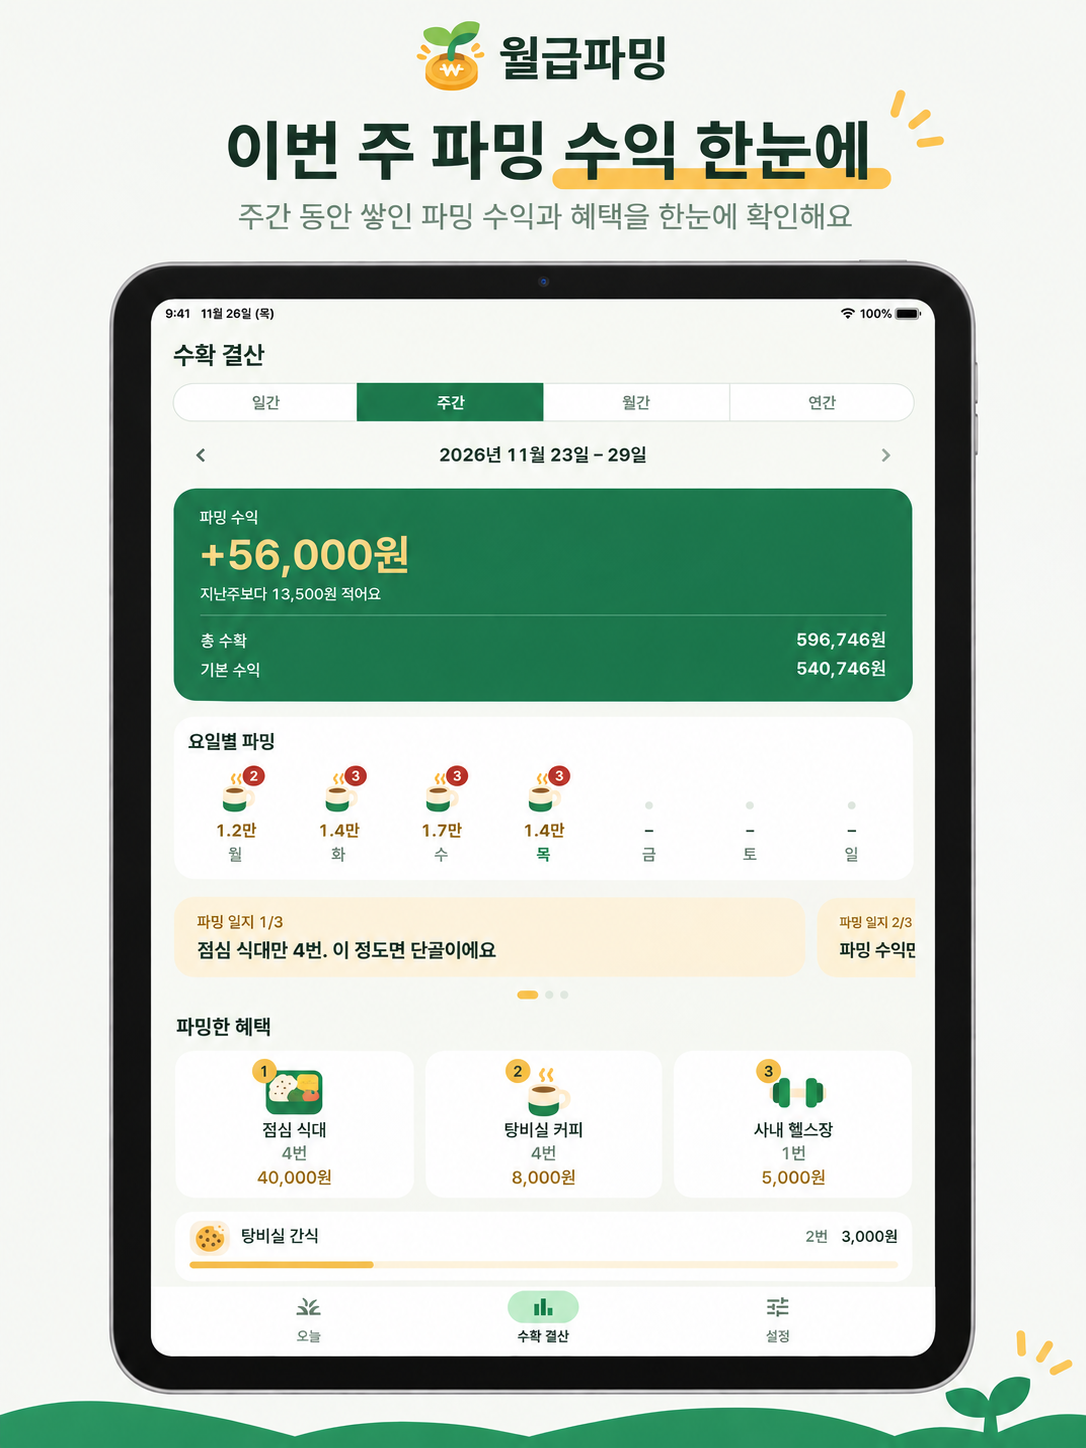 월급파밍
이번 주 파밍 수익 한눈에
주간 동안 쌓인 파밍 수익과 혜택을 한눈에 확인해요
9:41 11월 26일 (목) 100%
수확 결산
일간 주간 월간 연간
2026년 11월 23일 – 29일
파밍 수익
+56,000원
지난주보다 13,500원 적어요
총 수확 596,746원
기본 수익 540,746원
요일별 파밍
2 3 3 3
1.2만 1.4만 1.7만 1.4만 – – –
월 화 수 목 금 토 일
파밍 일지 1/3 파밍 일지 2/3
점심 식대만 4번. 이 정도면 단골이에요 파밍 수익만
파밍한 혜택
1 2 3
점심 식대 탕비실 커피 사내 헬스장
4번 4번 1번
40,000원 8,000원 5,000원
탕비실 간식 2번 3,000원
오늘 수확 결산 설정